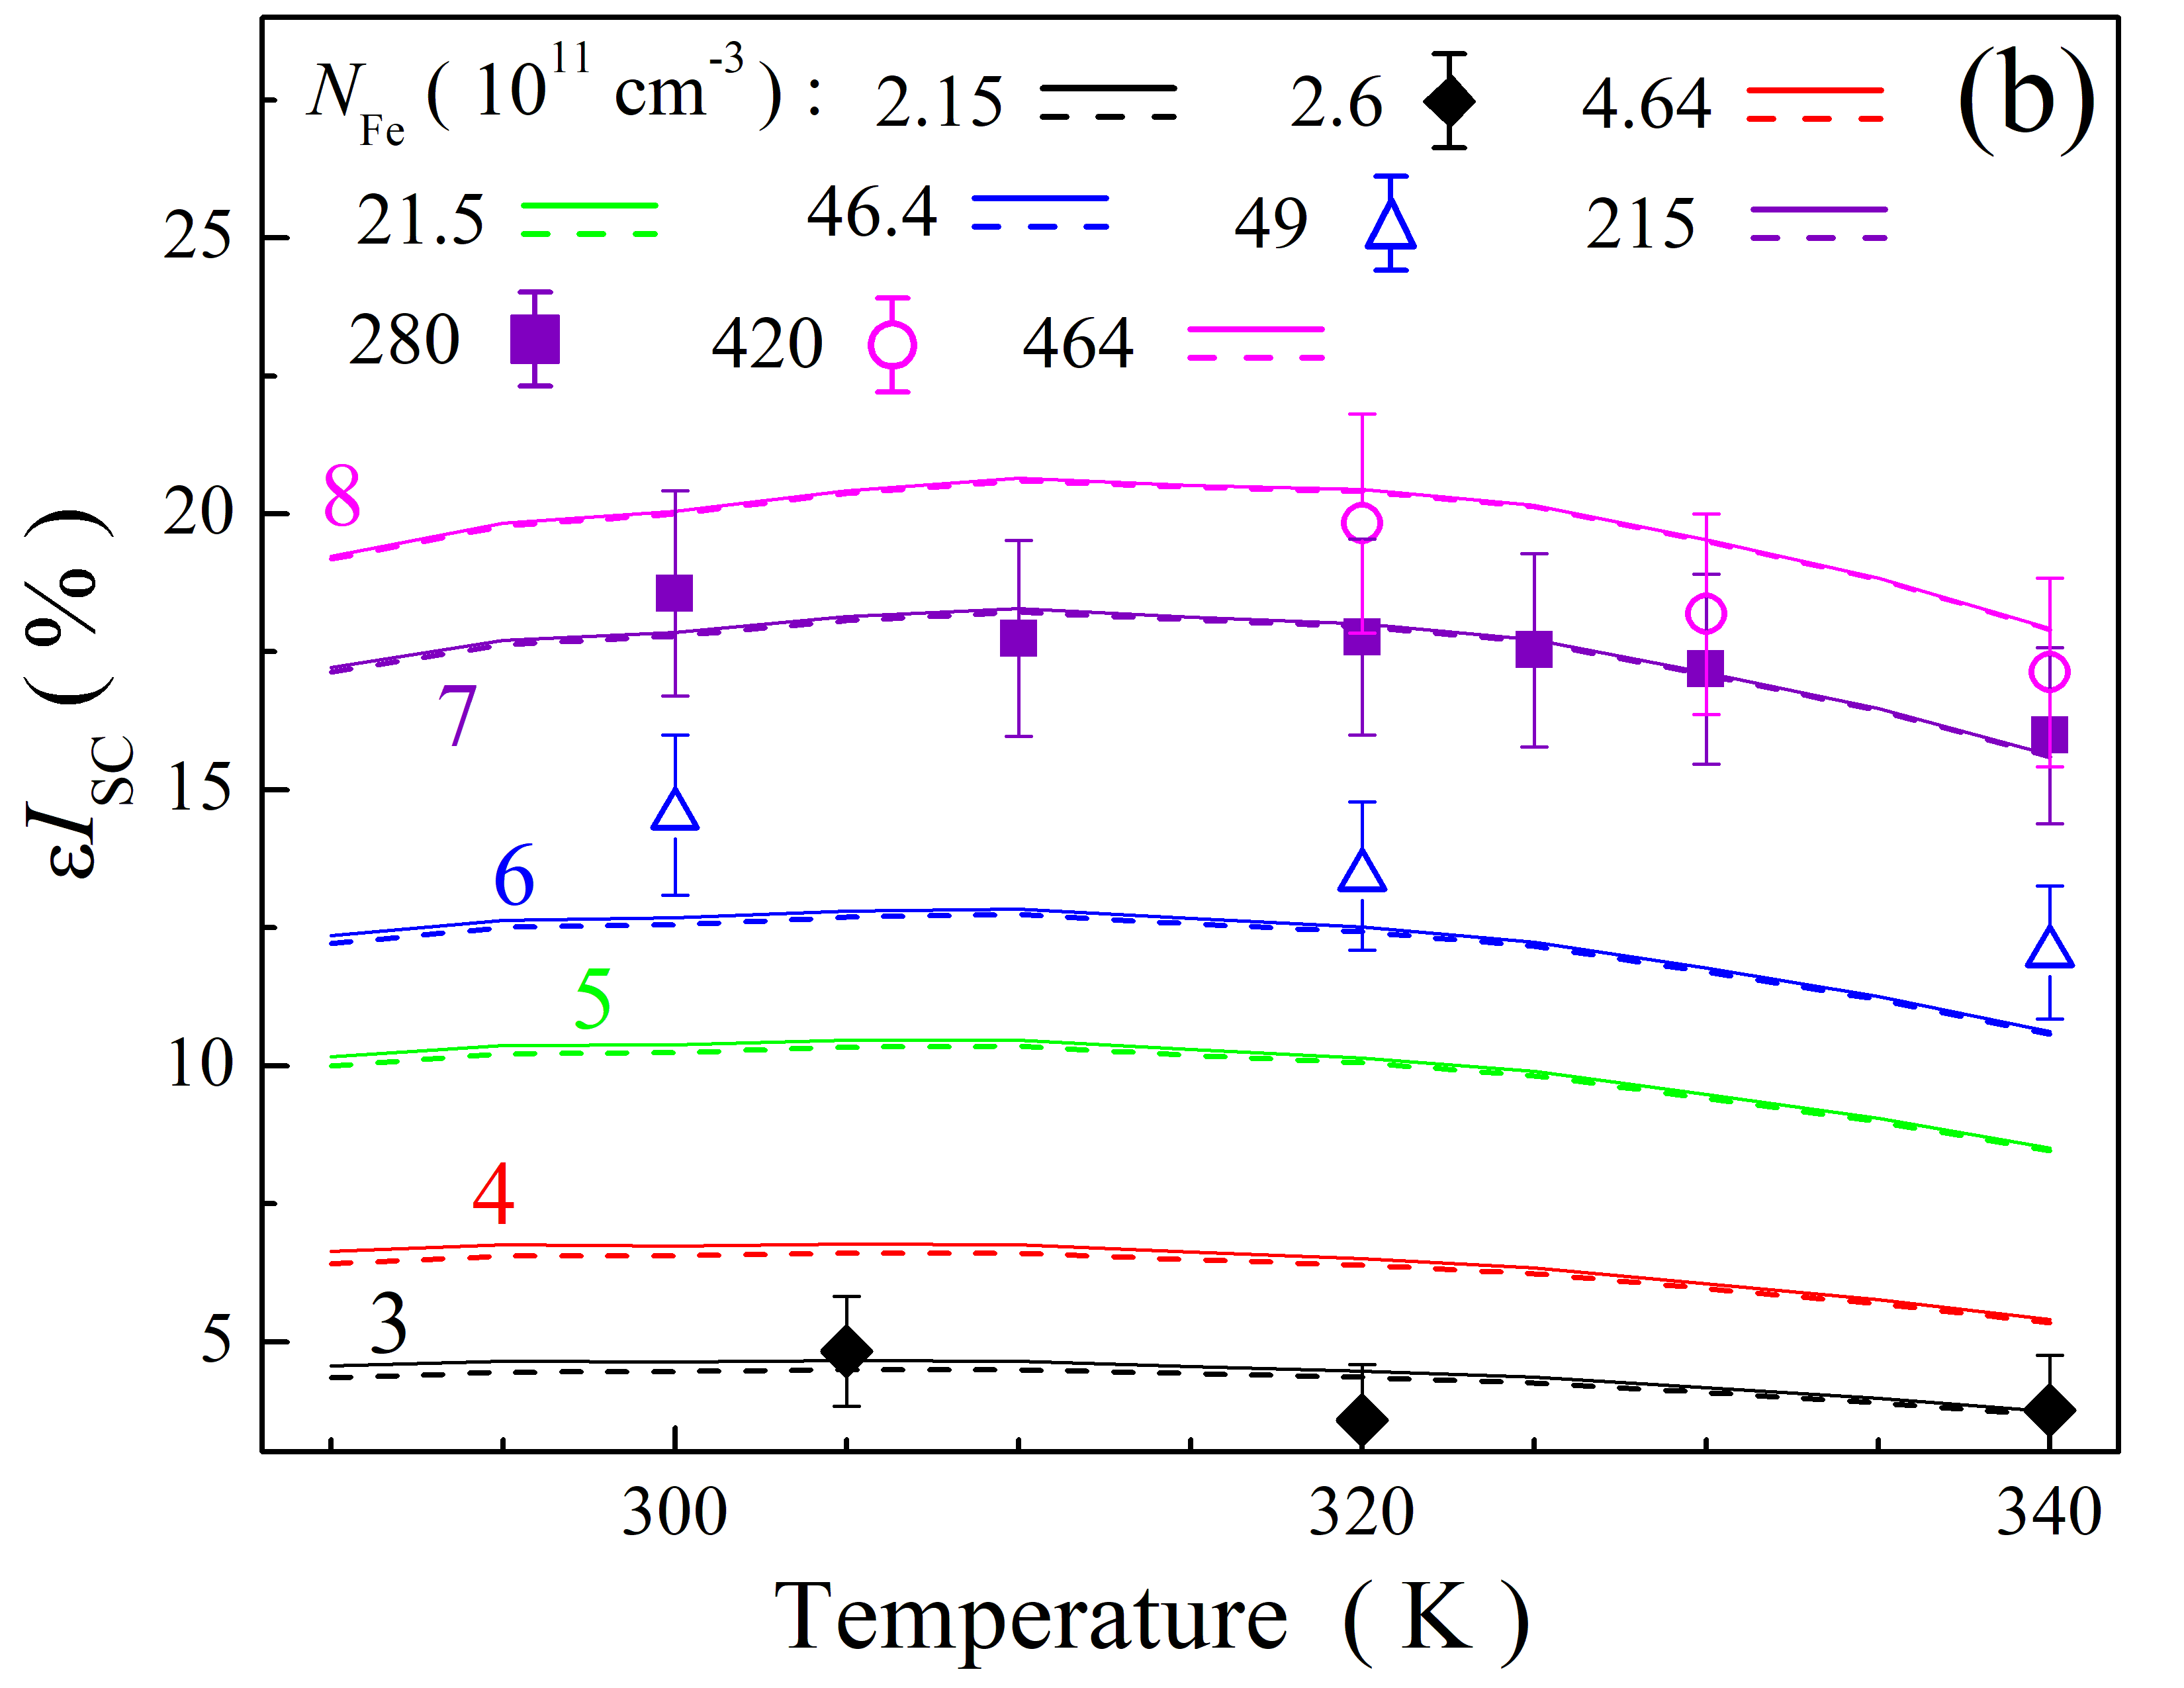 N_Fe ( 10^11 cm^-3 ) : 2.15 2.6 4.64 (b)
21.5 46.4 49 215
280 420 464
25
20
15
10
5
εI_SC ( % )
8
7
6
5
4
3
300 320 340
Temperature ( K )